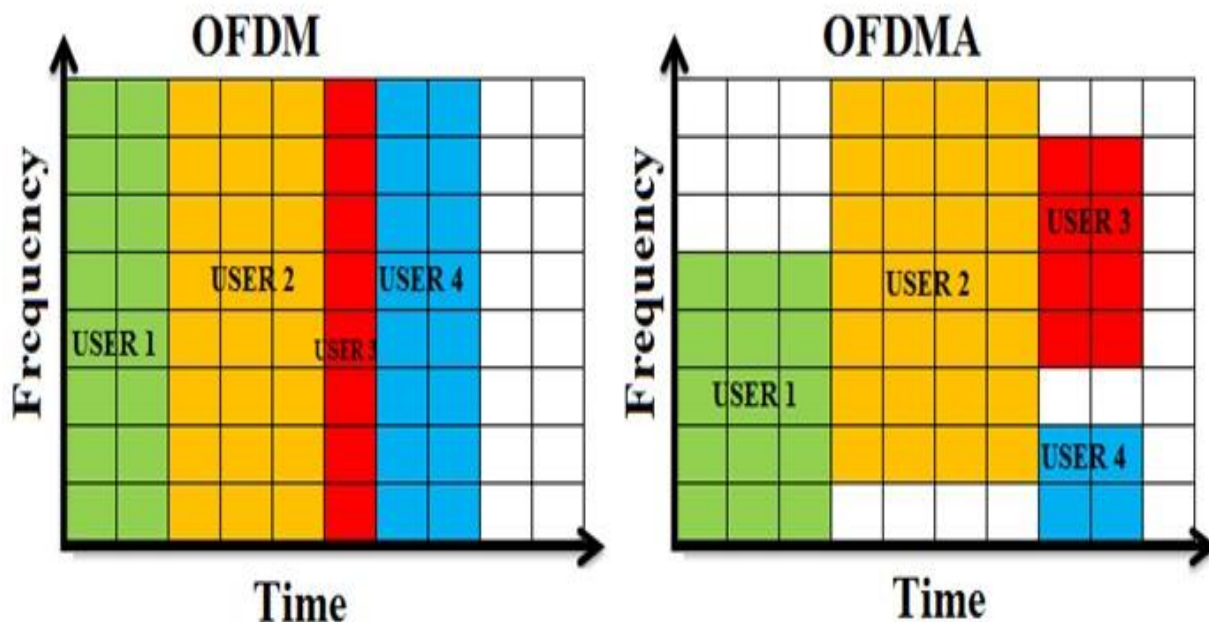 OFDM
Frequency
USER 1
USER 2
USER 3
USER 4
Time
OFDMA
Frequency
USER 1
USER 2
USER 3
USER 4
Time